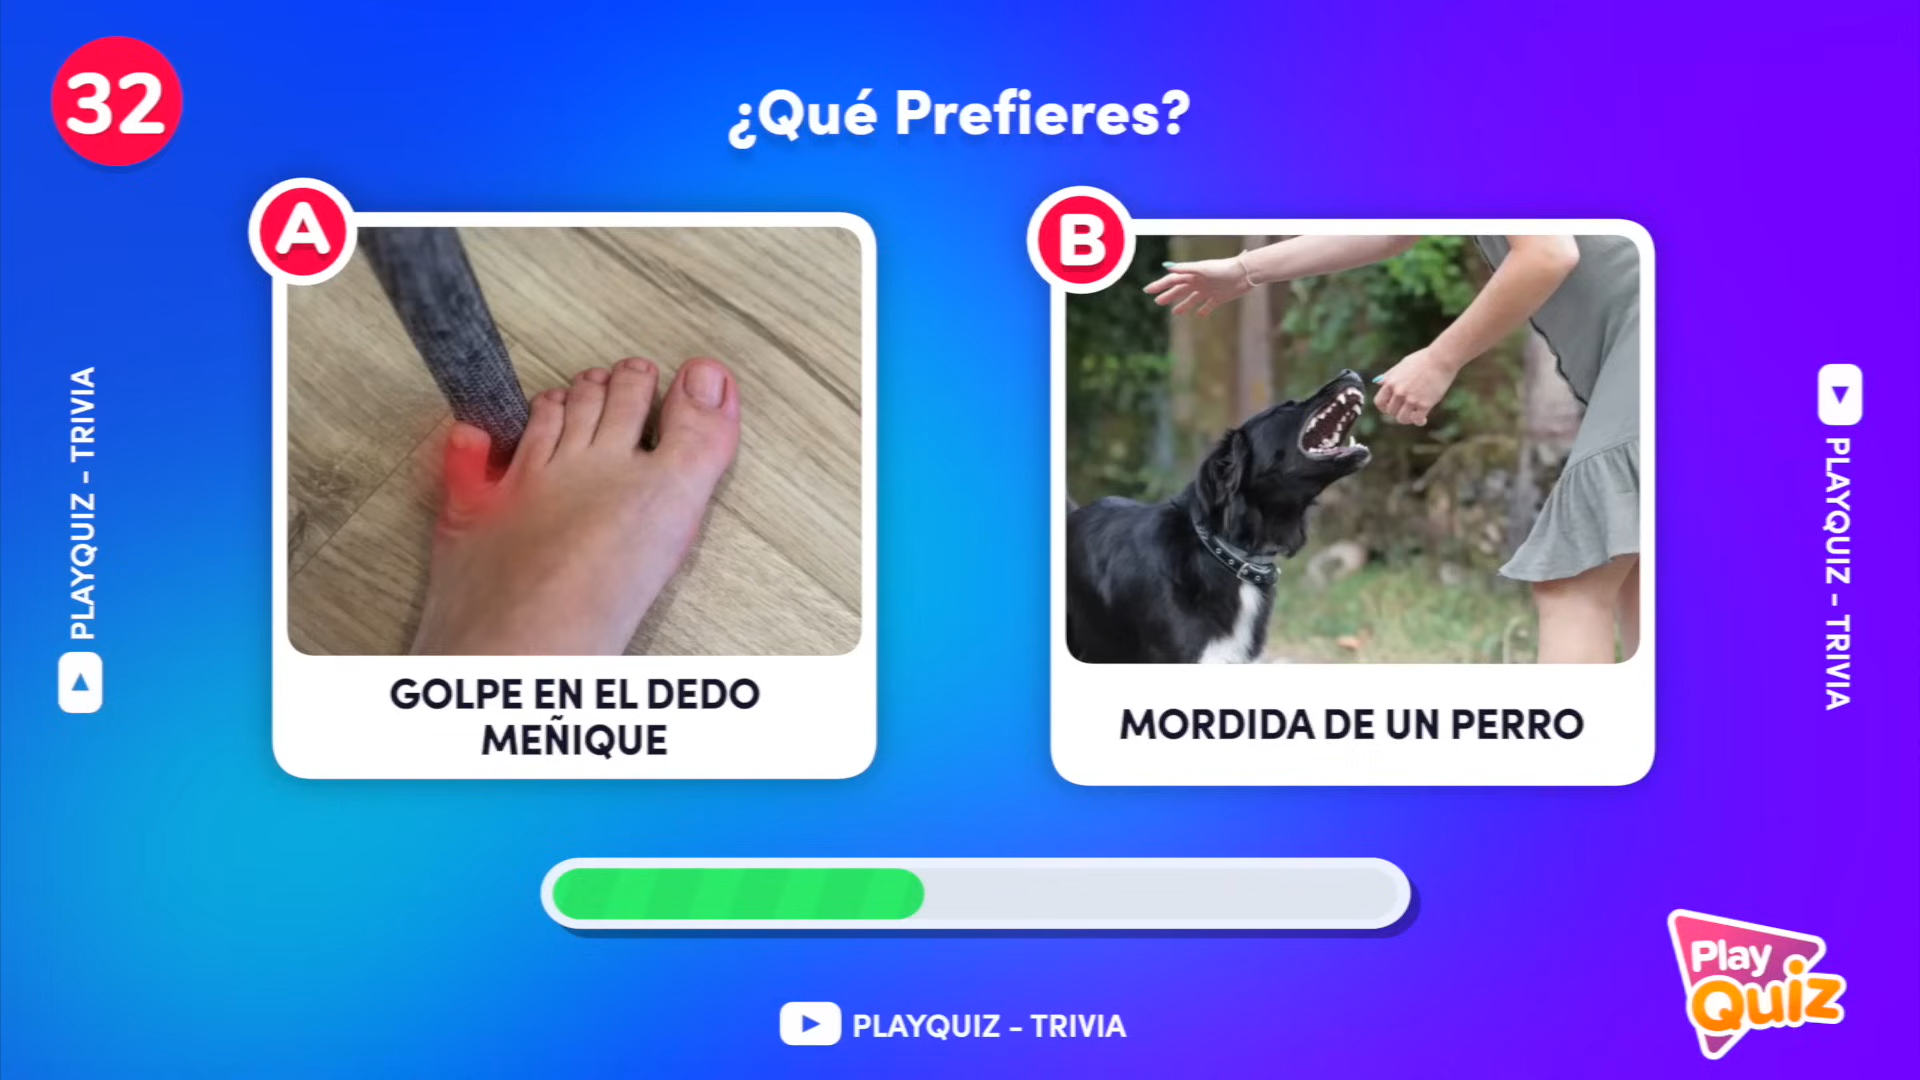 32
¿Qué Prefieres?
A
B
GOLPE EN EL DEDO
MEÑIQUE
MORDIDA DE UN PERRO
PLAYQUIZ - TRIVIA
PLAYQUIZ - TRIVIA
PLAYQUIZ - TRIVIA
Play
Quiz